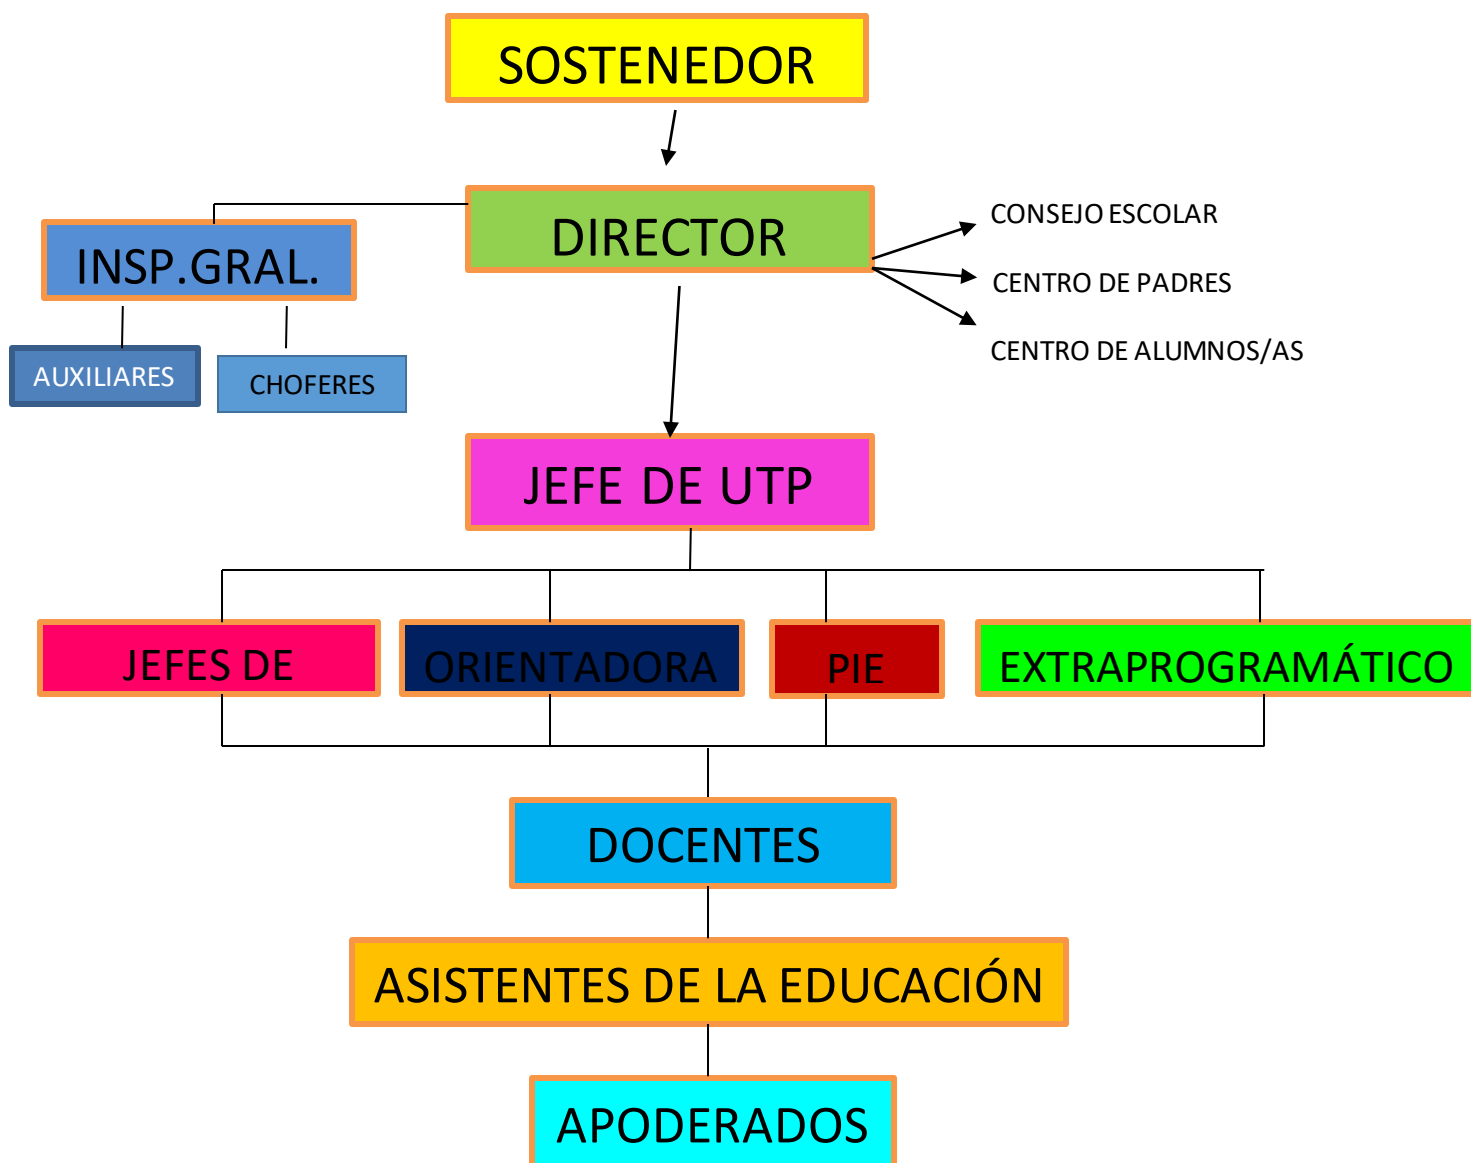 SOSTENEDOR
DIRECTOR
CONSEJO ESCOLAR
INSP.GRAL.
CENTRO DE PADRES
CENTRO DE ALUMNOS/AS
AUXILIARES
CHOFERES
JEFE DE UTP
JEFES DE
ORIENTADORA
PIE
EXTRAPROGRAMÁTICO
DOCENTES
ASISTENTES DE LA EDUCACIÓN
APODERADOS